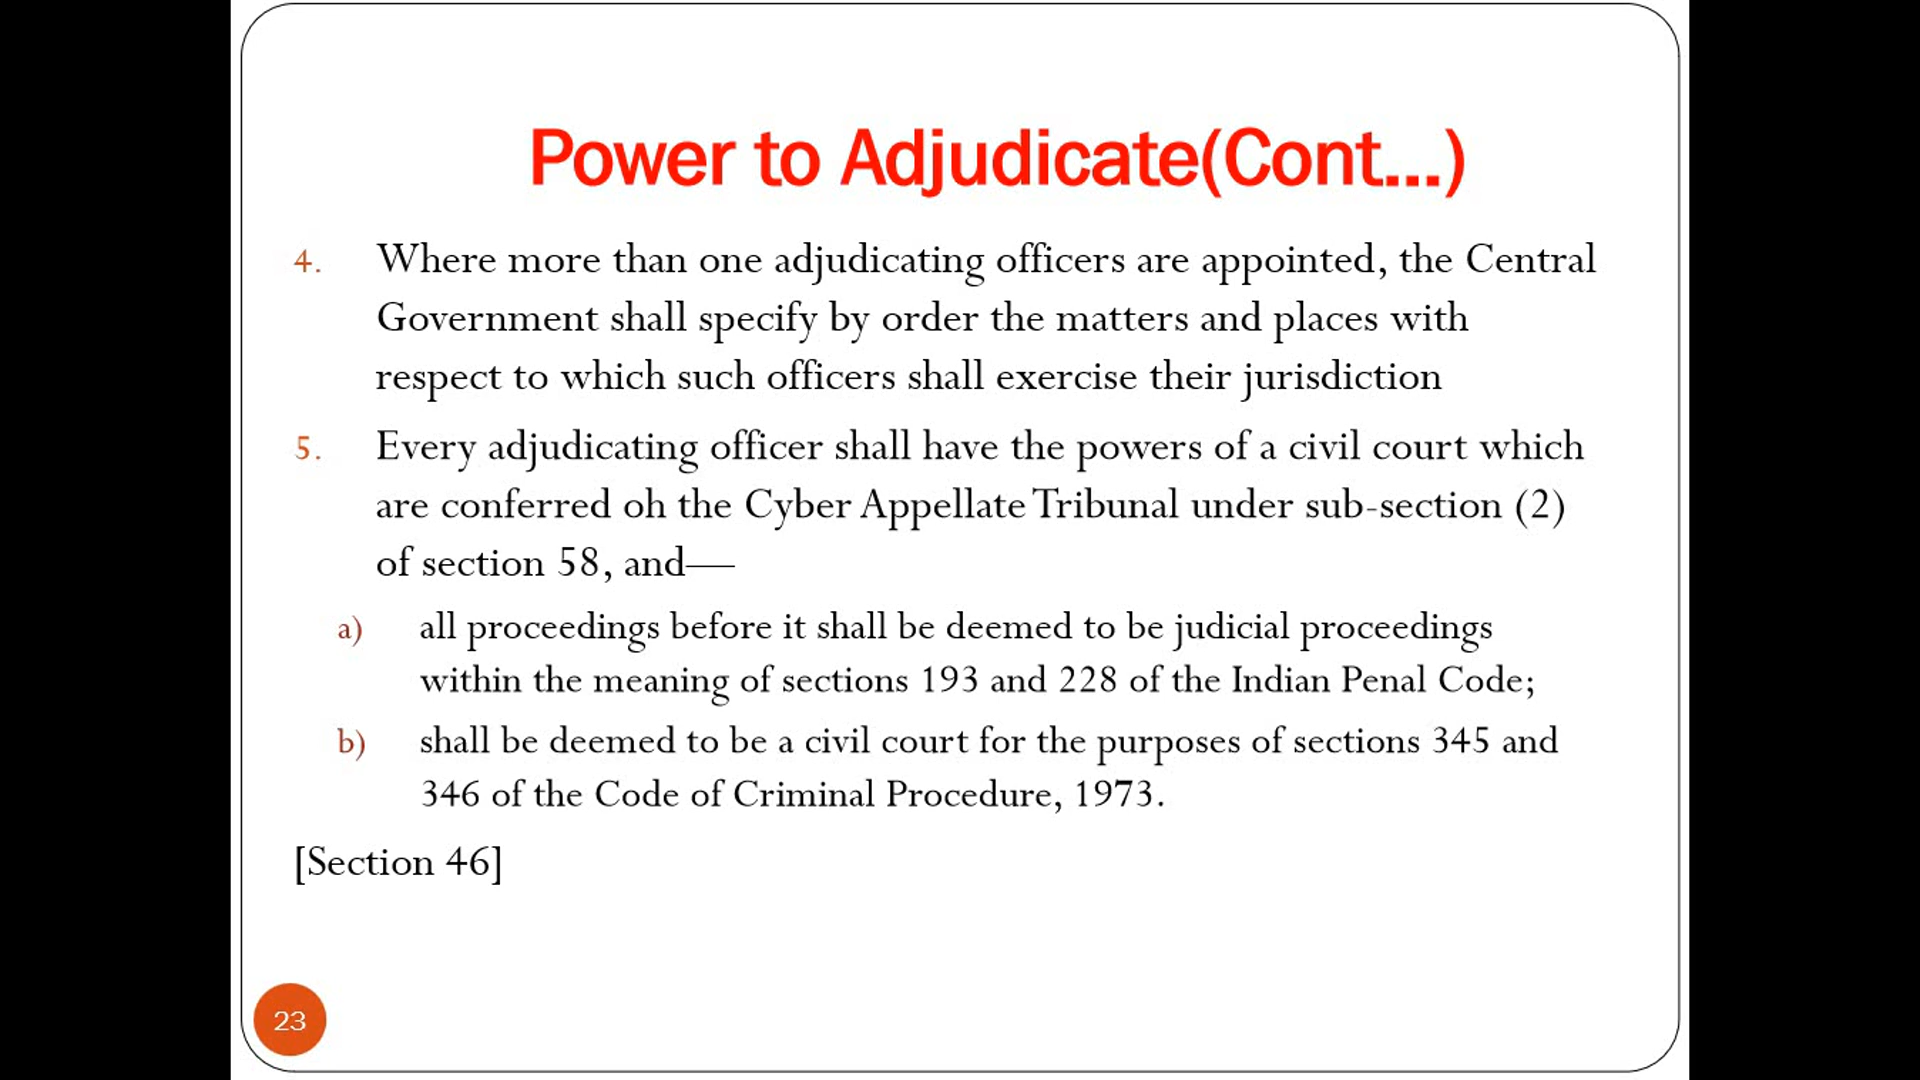 Power to Adjudicate(Cont...)
4. Where more than one adjudicating officers are appointed, the Central
Government shall specify by order the matters and places with
respect to which such officers shall exercise their jurisdiction
5. Every adjudicating officer shall have the powers of a civil court which
are conferred oh the Cyber Appellate Tribunal under sub-section (2)
of section 58, and—
a) all proceedings before it shall be deemed to be judicial proceedings
within the meaning of sections 193 and 228 of the Indian Penal Code;
b) shall be deemed to be a civil court for the purposes of sections 345 and
346 of the Code of Criminal Procedure, 1973.
[Section 46]
23